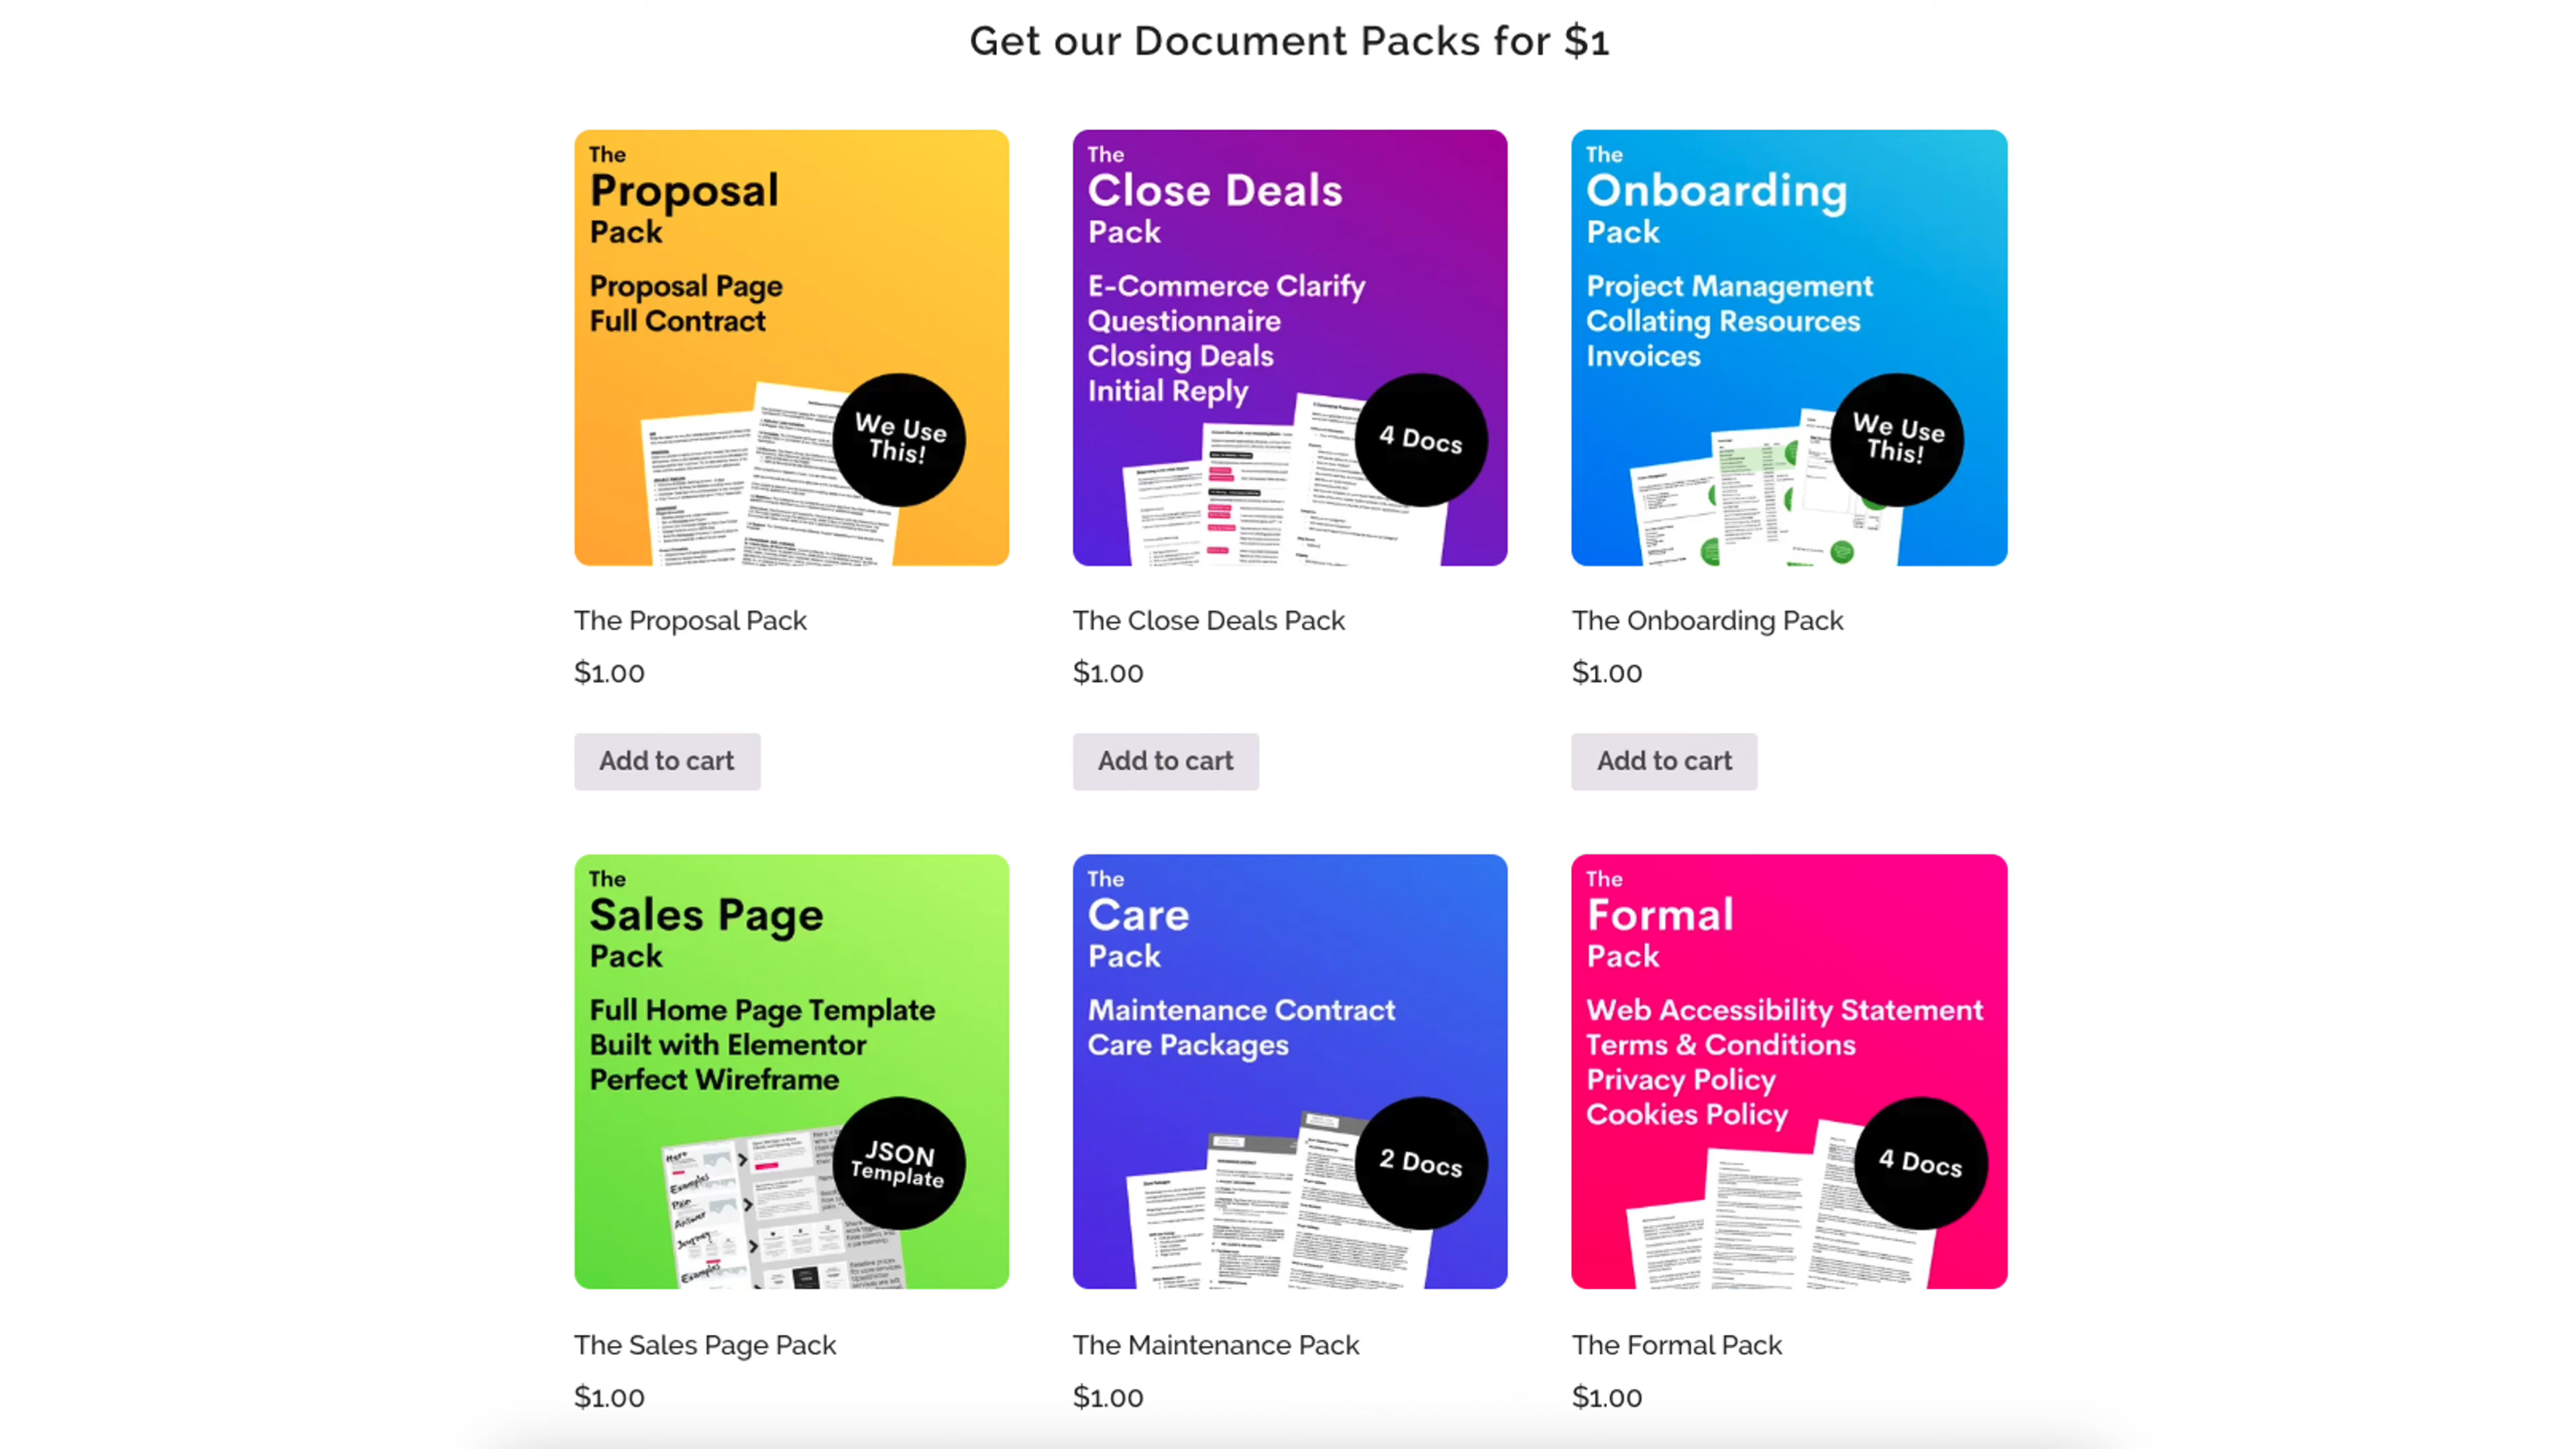 Get our Document Packs for $1
The
Proposal
Pack
Proposal Page
Full Contract
We Use
This!
The Proposal Pack
$1.00
Add to cart
The
Close Deals
Pack
E-Commerce Clarify
Questionnaire
Closing Deals
Initial Reply
4 Docs
The Close Deals Pack
$1.00
Add to cart
The
Onboarding
Pack
Project Management
Collating Resources
Invoices
We Use
This!
The Onboarding Pack
$1.00
Add to cart
The
Sales Page
Pack
Full Home Page Template
Built with Elementor
Perfect Wireframe
Hero
Examples
Pain
Answer
Journey
Examples
JSON
Template
The Sales Page Pack
$1.00
The
Care
Pack
Maintenance Contract
Care Packages
2 Docs
The Maintenance Pack
$1.00
The
Formal
Pack
Web Accessibility Statement
Terms & Conditions
Privacy Policy
Cookies Policy
4 Docs
The Formal Pack
$1.00